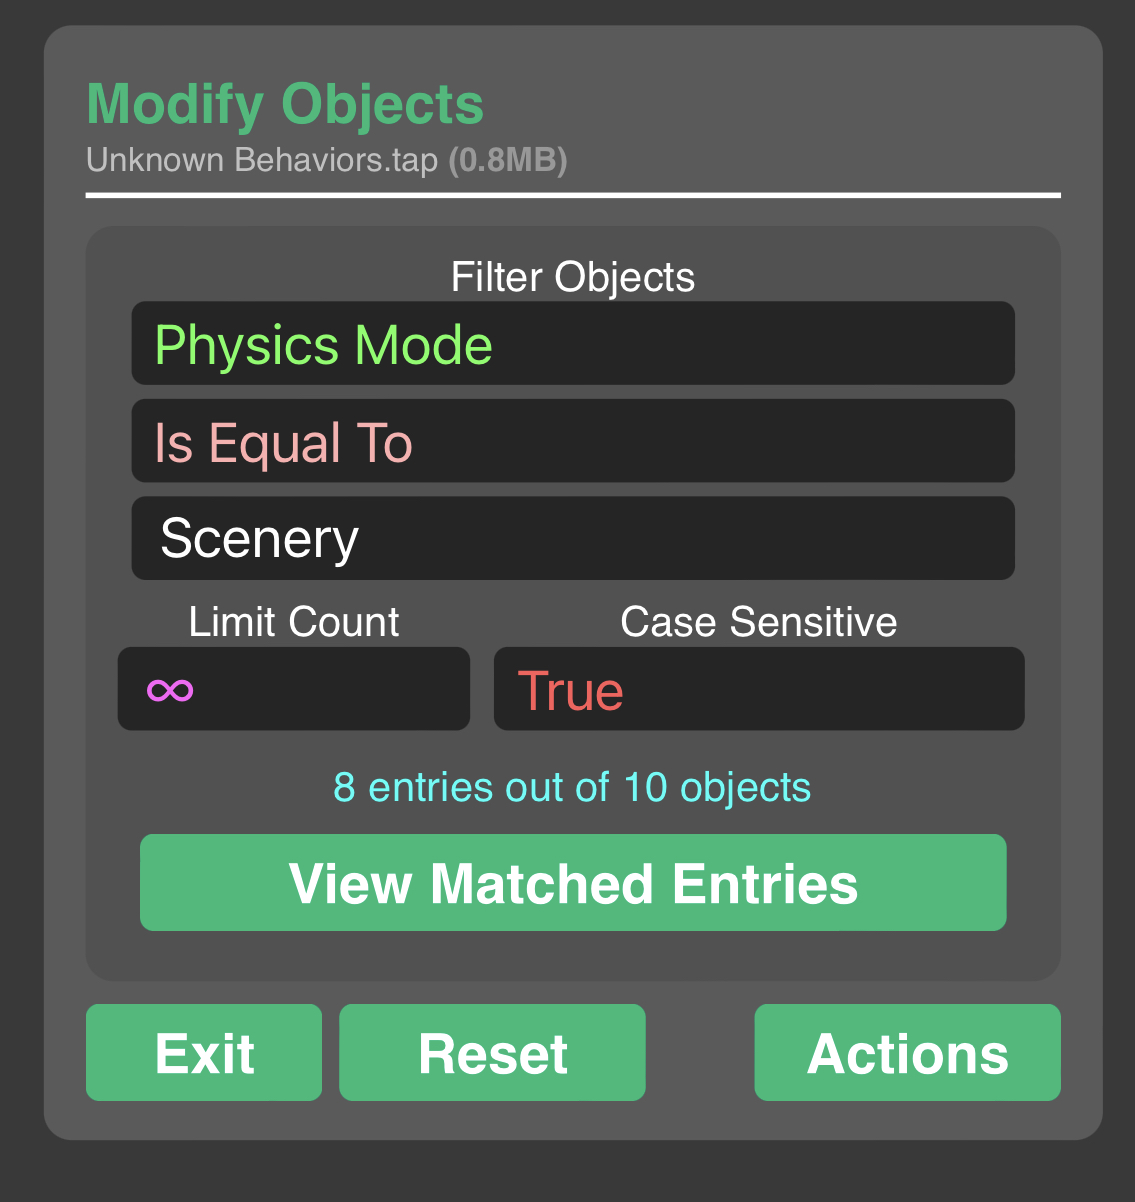 Modify Objects
Unknown Behaviors.tap (0.8MB)
Filter Objects
Physics Mode
Is Equal To
Scenery
Limit Count Case Sensitive
∞ True
8 entries out of 10 objects
View Matched Entries
Exit Reset Actions